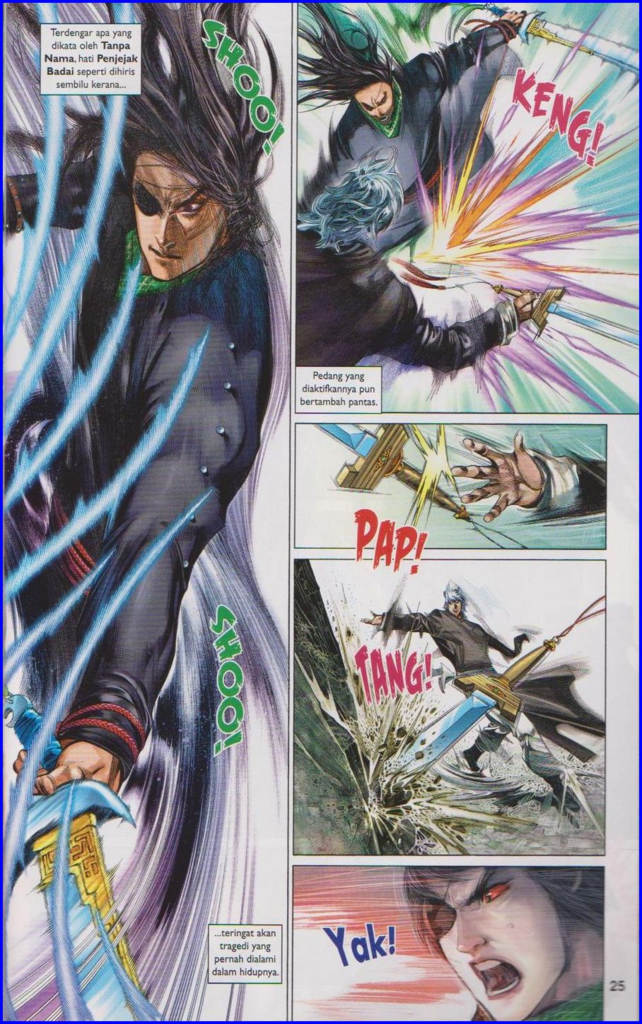 Terdengar apa yang
dikata oleh Tanpa
Nama, hati Penjejak
Badai seperti dihiris
sembilu kerana...
SHOO!
SHOO!
...teringat akan
tragedi yang
pernah dialami
dalam hidupnya.
KENG!
Pedang yang
diaktifkannya pun
bertambah pantas.
PAP!
TANG!
Yak!
25